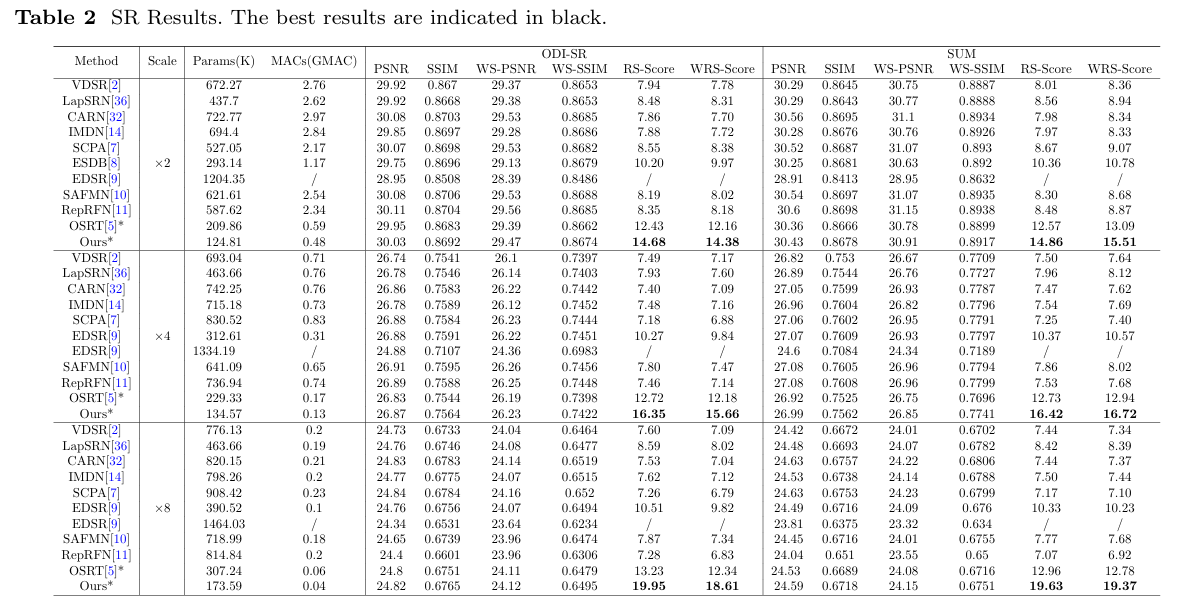 Table 2 SR Results. The best results are indicated in black.
Method Scale Params(K) MACs(GMAC) ODI-SR SUM
PSNR SSIM WS-PSNR WS-SSIM RS-Score WRS-Score PSNR SSIM WS-PSNR WS-SSIM RS-Score WRS-Score
VDSR[2] 672.27 2.76 29.92 0.867 29.37 0.8653 7.94 7.78 30.29 0.8645 30.75 0.8887 8.01 8.36
LapSRN[36] 437.7 2.62 29.92 0.8668 29.38 0.8653 8.48 8.31 30.29 0.8643 30.77 0.8888 8.56 8.94
CARN[32] 722.77 2.97 30.08 0.8703 29.53 0.8685 7.86 7.70 30.56 0.8695 31.1 0.8934 7.98 8.34
IMDN[14] 694.4 2.84 29.85 0.8697 29.28 0.8686 7.88 7.72 30.28 0.8676 30.76 0.8926 7.97 8.33
SCPA[7] 527.05 2.17 30.07 0.8698 29.53 0.8682 8.55 8.38 30.52 0.8687 31.07 0.893 8.67 9.07
ESDB[8] ×2 293.14 1.17 29.75 0.8696 29.13 0.8679 10.20 9.97 30.25 0.8681 30.63 0.892 10.36 10.78
EDSR[9] 1204.35 / 28.95 0.8508 28.39 0.8486 / / 28.91 0.8413 28.95 0.8632 / /
SAFMN[10] 621.61 2.54 30.08 0.8706 29.53 0.8688 8.19 8.02 30.54 0.8697 31.07 0.8935 8.30 8.68
RepRFN[11] 587.62 2.34 30.11 0.8704 29.56 0.8685 8.35 8.18 30.6 0.8698 31.15 0.8938 8.48 8.87
OSRT[5]* 209.86 0.59 29.95 0.8683 29.39 0.8662 12.43 12.16 30.36 0.8666 30.78 0.8899 12.57 13.09
Ours* 124.81 0.48 30.03 0.8692 29.47 0.8674 14.68 14.38 30.43 0.8678 30.91 0.8917 14.86 15.51
VDSR[2] 693.04 0.71 26.74 0.7541 26.1 0.7397 7.49 7.17 26.82 0.753 26.67 0.7709 7.50 7.64
LapSRN[36] 463.66 0.76 26.78 0.7546 26.14 0.7403 7.93 7.60 26.89 0.7544 26.76 0.7727 7.96 8.12
CARN[32] 742.25 0.76 26.86 0.7583 26.22 0.7442 7.40 7.09 27.05 0.7599 26.93 0.7787 7.47 7.62
IMDN[14] 715.18 0.73 26.78 0.7589 26.12 0.7452 7.48 7.16 26.96 0.7604 26.82 0.7796 7.54 7.69
SCPA[7] 830.52 0.83 26.88 0.7584 26.23 0.7444 7.18 6.88 27.06 0.7602 26.95 0.7791 7.25 7.40
EDSR[9] ×4 312.61 0.31 26.88 0.7591 26.22 0.7451 10.27 9.84 27.07 0.7609 26.93 0.7797 10.37 10.57
EDSR[9] 1334.19 / 24.88 0.7107 24.36 0.6983 / / 24.6 0.7084 24.34 0.7189 / /
SAFMN[10] 641.09 0.65 26.91 0.7595 26.26 0.7456 7.80 7.47 27.08 0.7605 26.96 0.7794 7.86 8.02
RepRFN[11] 736.94 0.74 26.89 0.7588 26.25 0.7448 7.46 7.14 27.08 0.7608 26.96 0.7799 7.53 7.68
OSRT[5]* 229.33 0.17 26.83 0.7544 26.19 0.7398 12.72 12.18 26.92 0.7525 26.75 0.7696 12.73 12.94
Ours* 134.57 0.13 26.87 0.7564 26.23 0.7422 16.35 15.66 26.99 0.7562 26.85 0.7741 16.42 16.72
VDSR[2] 776.13 0.2 24.73 0.6733 24.04 0.6464 7.60 7.09 24.42 0.6672 24.01 0.6702 7.44 7.34
LapSRN[36] 463.66 0.19 24.76 0.6746 24.08 0.6477 8.59 8.02 24.48 0.6693 24.07 0.6782 8.42 8.39
CARN[32] 820.15 0.21 24.83 0.6783 24.14 0.6519 7.53 7.04 24.63 0.6757 24.22 0.6806 7.44 7.37
IMDN[14] 798.26 0.2 24.77 0.6775 24.07 0.6515 7.62 7.12 24.53 0.6738 24.14 0.6788 7.50 7.44
SCPA[7] 908.42 0.23 24.84 0.6784 24.16 0.652 7.26 6.79 24.63 0.6753 24.23 0.6799 7.17 7.10
EDSR[9] ×8 390.52 0.1 24.76 0.6756 24.07 0.6494 10.51 9.82 24.49 0.6716 24.09 0.676 10.33 10.23
EDSR[9] 1464.03 / 24.34 0.6531 23.64 0.6234 / / 23.81 0.6375 23.32 0.634 / /
SAFMN[10] 718.99 0.18 24.65 0.6739 23.96 0.6474 7.87 7.34 24.45 0.6716 24.01 0.6755 7.77 7.68
RepRFN[11] 814.84 0.2 24.4 0.6601 23.96 0.6306 7.28 6.83 24.04 0.651 23.55 0.65 7.07 6.92
OSRT[5]* 307.24 0.06 24.8 0.6751 24.11 0.6479 13.23 12.34 24.53 0.6689 24.08 0.6716 12.96 12.78
Ours* 173.59 0.04 24.82 0.6765 24.12 0.6495 19.95 18.61 24.59 0.6718 24.15 0.6751 19.63 19.37